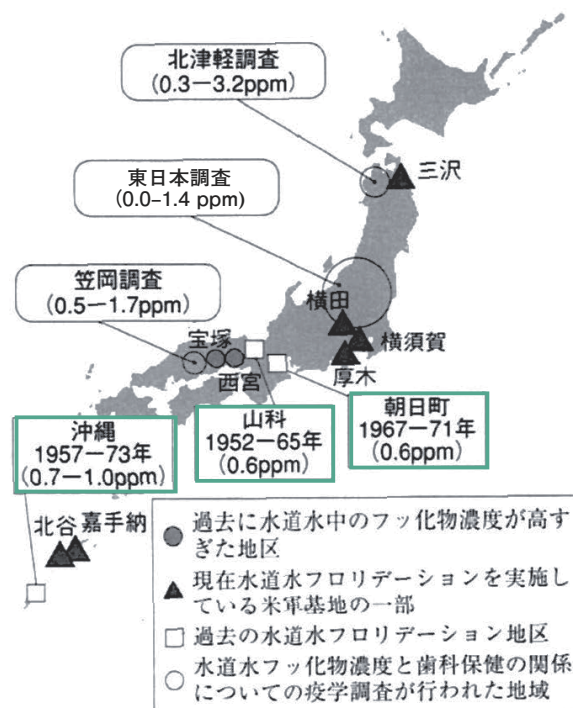 北津軽調査
(0.3−3.2ppm)
三沢
東日本調査
(0.0−1.4 ppm)
笠岡調査
(0.5−1.7ppm)
横田
横須賀
厚木
宝塚
西宮
沖縄
1957−73年
(0.7−1.0ppm)
山科
1952−65年
(0.6ppm)
朝日町
1967−71年
(0.6ppm)
北谷
嘉手納
過去に水道水中のフッ化物濃度が高す
ぎた地区
現在水道水フロリデーションを実施し
ている米軍基地の一部
過去の水道水フロリデーション地区
水道水フッ化物濃度と歯科保健の関係
についての疫学調査が行われた地域